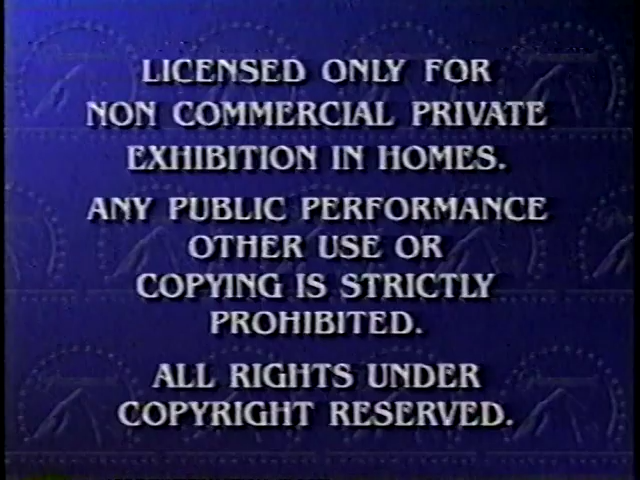 LICENSED ONLY FOR
NON COMMERCIAL PRIVATE
EXHIBITION IN HOMES.
ANY PUBLIC PERFORMANCE
OTHER USE OR
COPYING IS STRICTLY
PROHIBITED.
ALL RIGHTS UNDER
COPYRIGHT RESERVED.